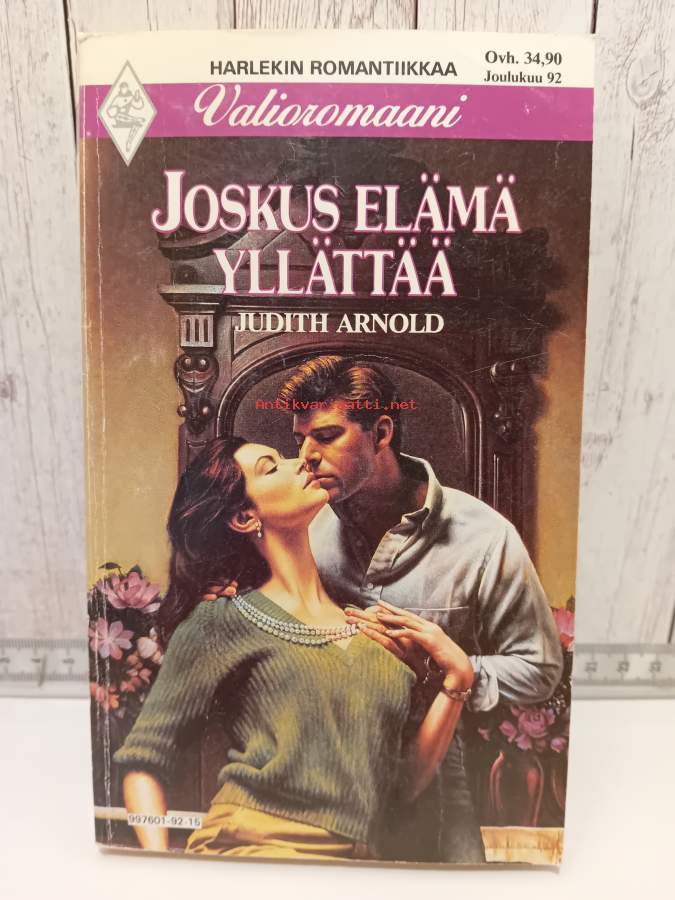 HARLEKIN ROMANTIIKKAA
Ovh. 34,90
Joulukuu 92
Valioromaani
JOSKUS ELÄMÄ
YLLÄTTÄÄ
JUDITH ARNOLD
Antikvariaatti.net
997601-92-15